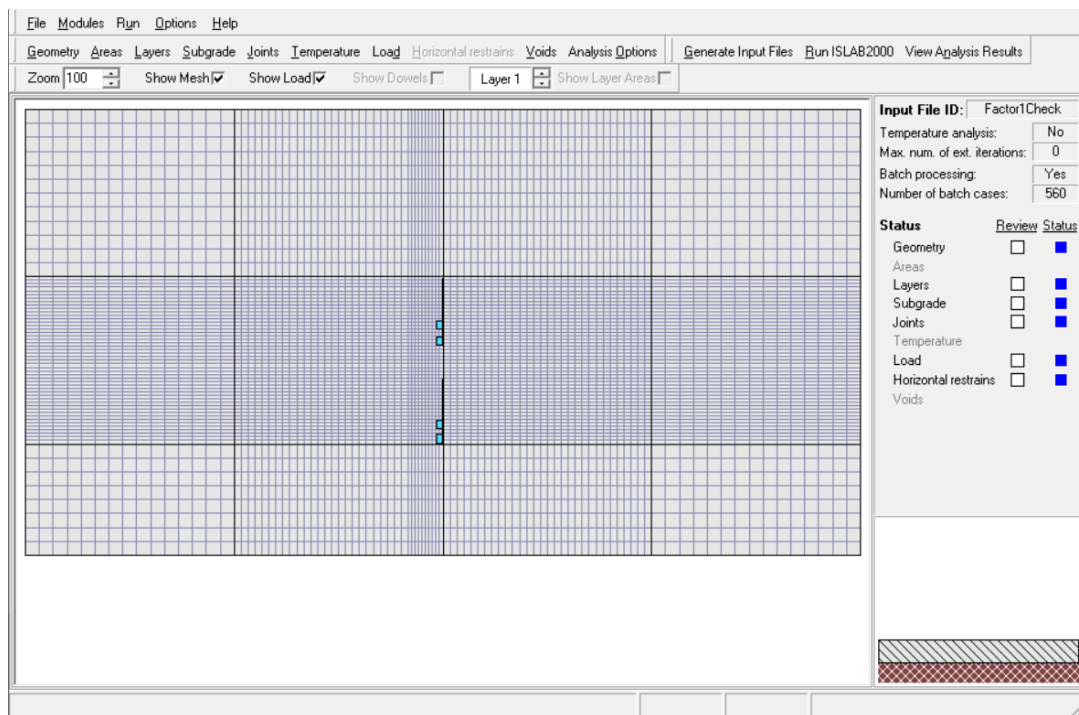 File Modules Run Options Help
Geometry Areas Layers Subgrade Joints Temperature Load Horizontal restrains Voids Analysis Options Generate Input Files Run ISLAB2000 View Analysis Results
Zoom 100 Show Mesh Show Load Show Dowels Layer 1 Show Layer Areas
Input File ID: Factor1Check
Temperature analysis: No
Max. num. of ext. iterations: 0
Batch processing: Yes
Number of batch cases: 560
Status Review Status
Geometry
Areas
Layers
Subgrade
Joints
Temperature
Load
Horizontal restrains
Voids